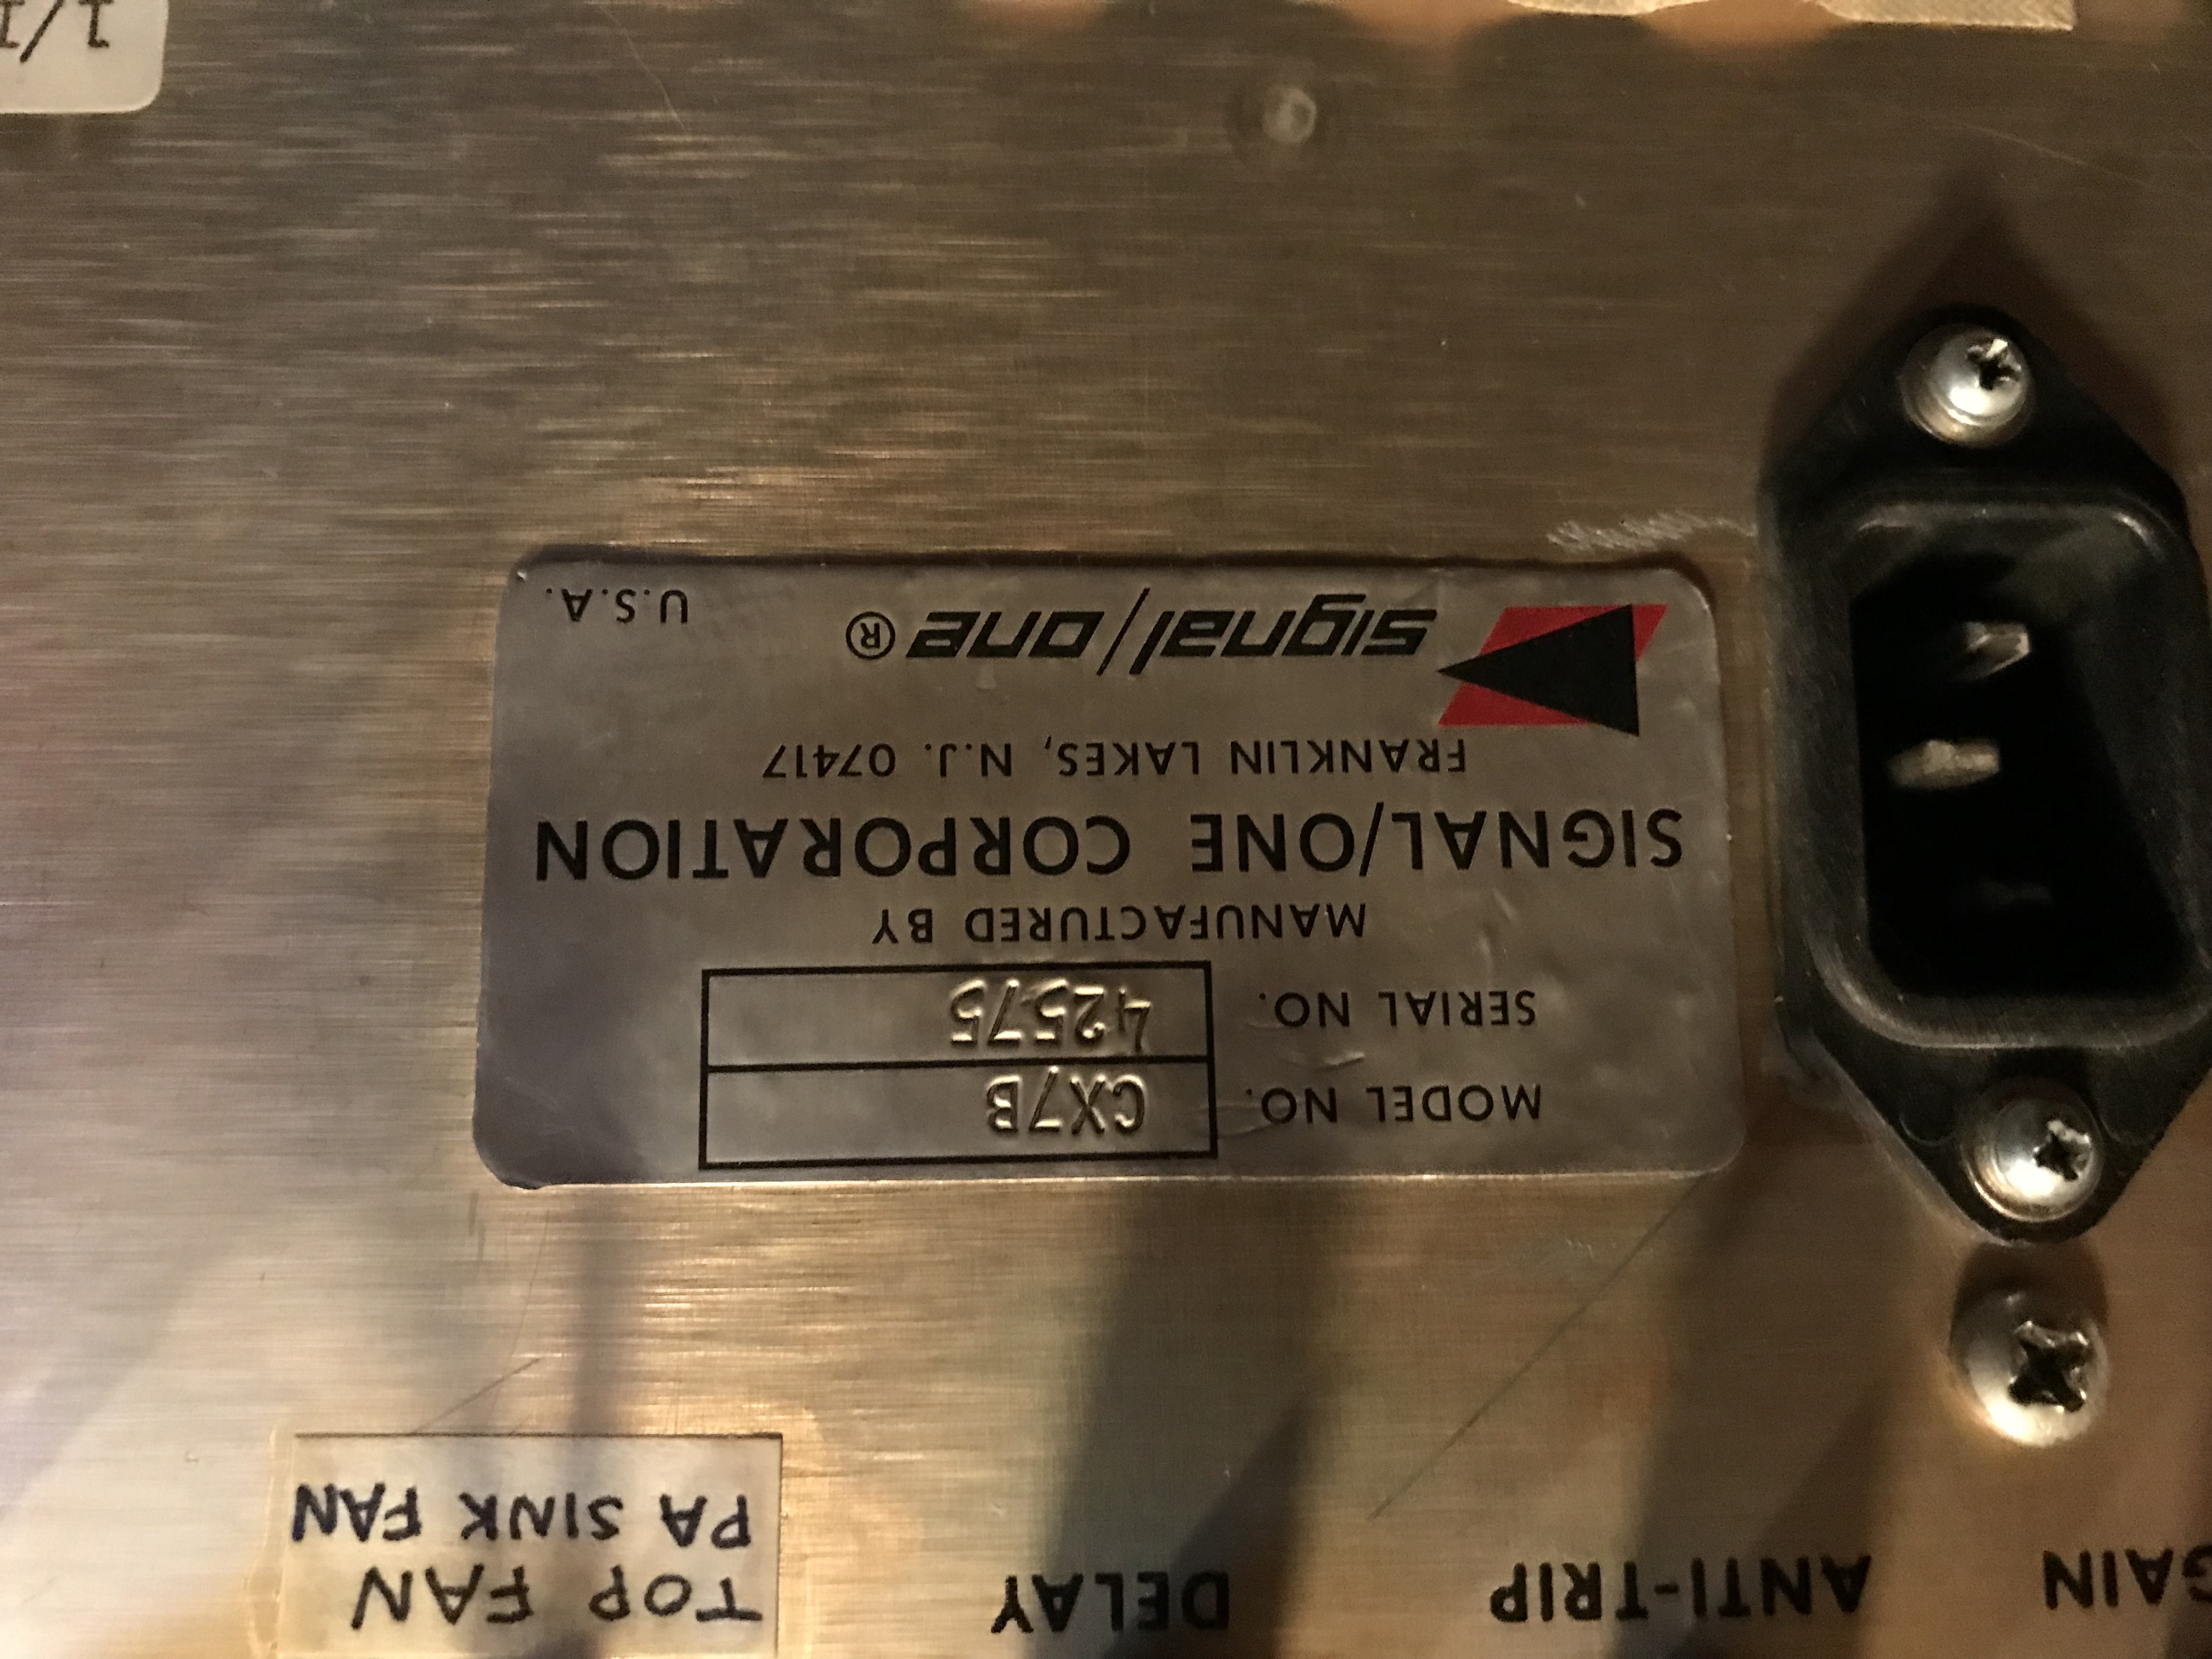 GAIN
ANTI-TRIP
DELAY
TOP FAN
PA SINK FAN
MODEL NO. CX7B
SERIAL NO. 42575
MANUFACTURED BY
SIGNAL/ONE CORPORATION
FRANKLIN LAKES, N.J. 07417
signal/one ®
U.S.A.